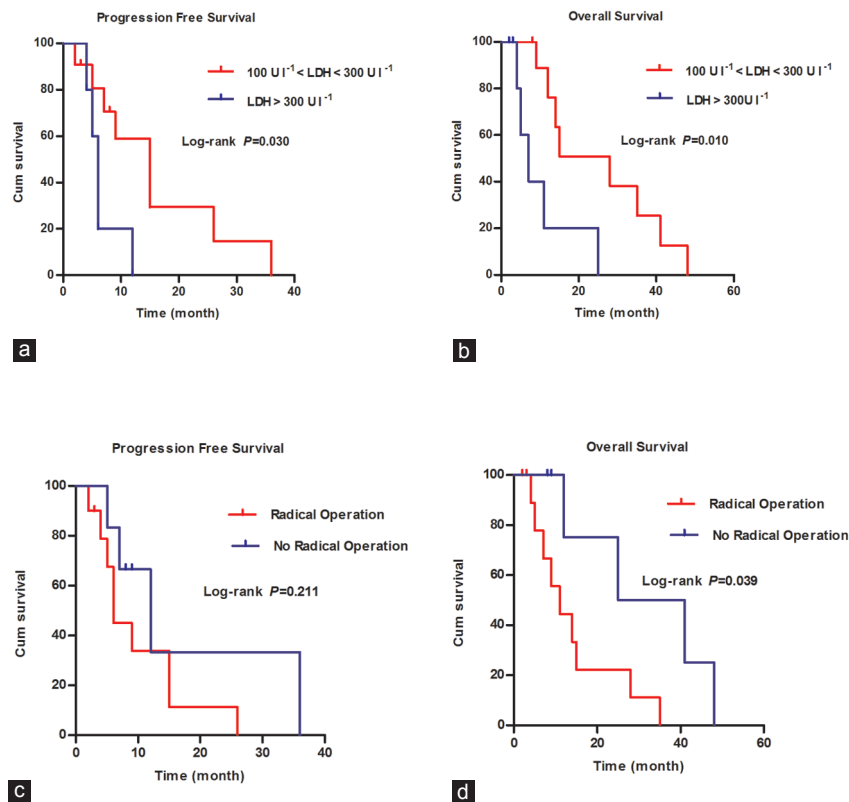 Progression Free Survival
100
80
60
40
20
0
0 10 20 30 40
Cum survival
Time (month)
100 U l⁻¹ < LDH < 300 U l⁻¹
LDH > 300 U l⁻¹
Log-rank P=0.030
a
Overall Survival
100
80
60
40
20
0
0 20 40 60
Cum survival
Time (month)
100 U l⁻¹ < LDH < 300 U l⁻¹
LDH > 300U l⁻¹
Log-rank P=0.010
b
Progression Free Survival
100
80
60
40
20
0
0 10 20 30 40
Cum survival
Time (month)
Radical Operation
No Radical Operation
Log-rank P=0.211
c
Overall Survival
100
80
60
40
20
0
0 20 40 60
Cum survival
Time (month)
Radical Operation
No Radical Operation
Log-rank P=0.039
d